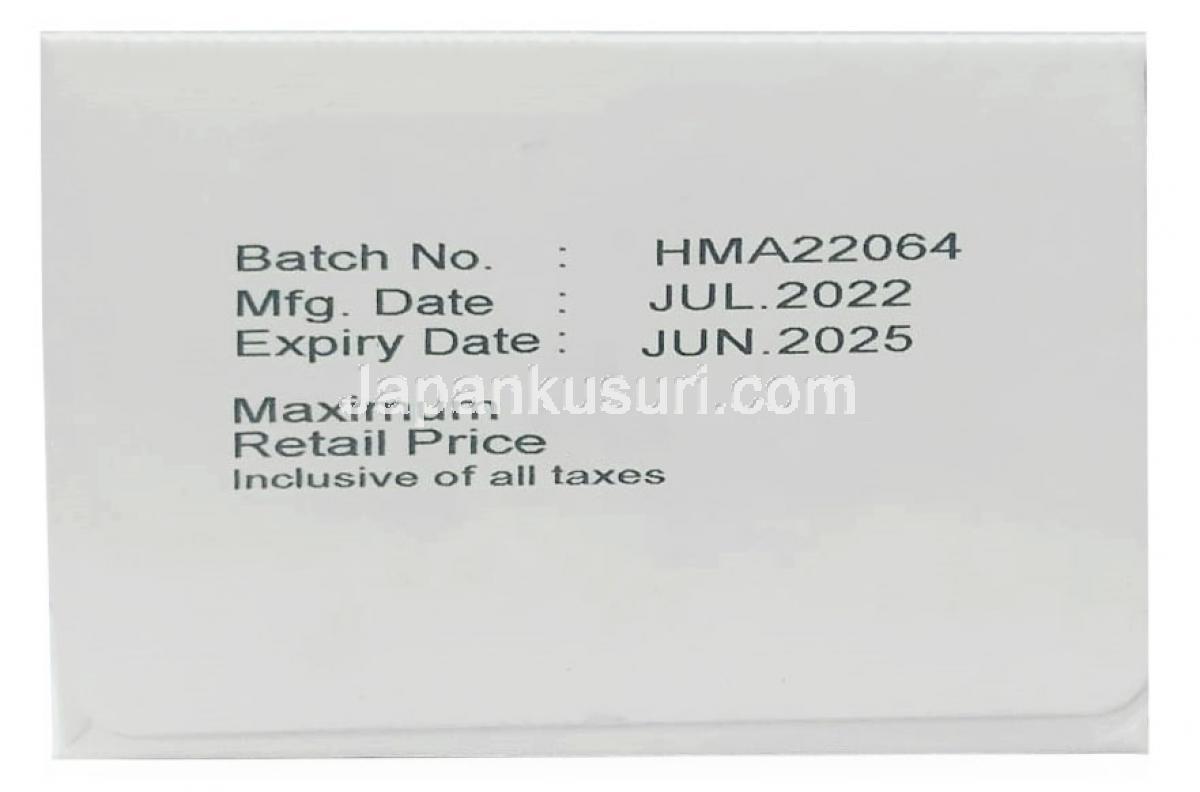 Batch No. : HMA22064
Mfg. Date : JUL.2022
Expiry Date : JUN.2025
Japankusuri.com
Maximum
Retail Price
Inclusive of all taxes